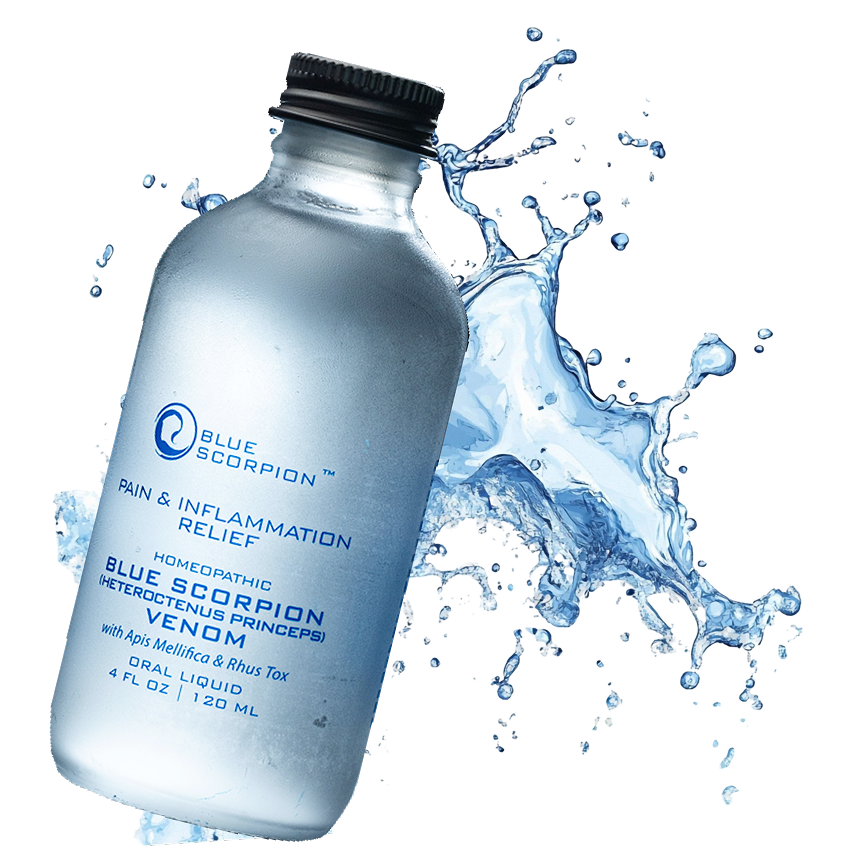 BLUE
SCORPION™
PAIN & INFLAMMATION
RELIEF
HOMEOPATHIC
BLUE SCORPION
(HETEROCTENUS PRINCEPS)
VENOM
with Apis Mellifica & Rhus Tox
ORAL LIQUID
4 FL OZ | 120 ML